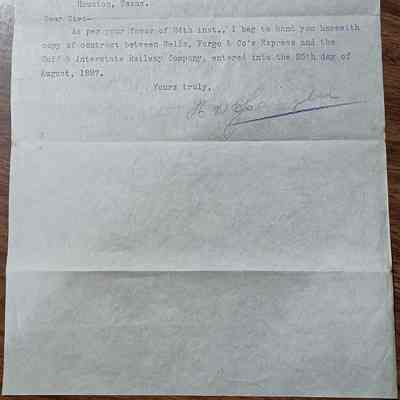 Houston, Texas.
Dear Sir:-
As per your favor of 24th inst., I beg to hand you herewith
copy of contract between Wells, Fargo & Co's Express and the
Gulf & Interstate Railway Company, entered into the 25th day of
August, 1897.
Yours truly,